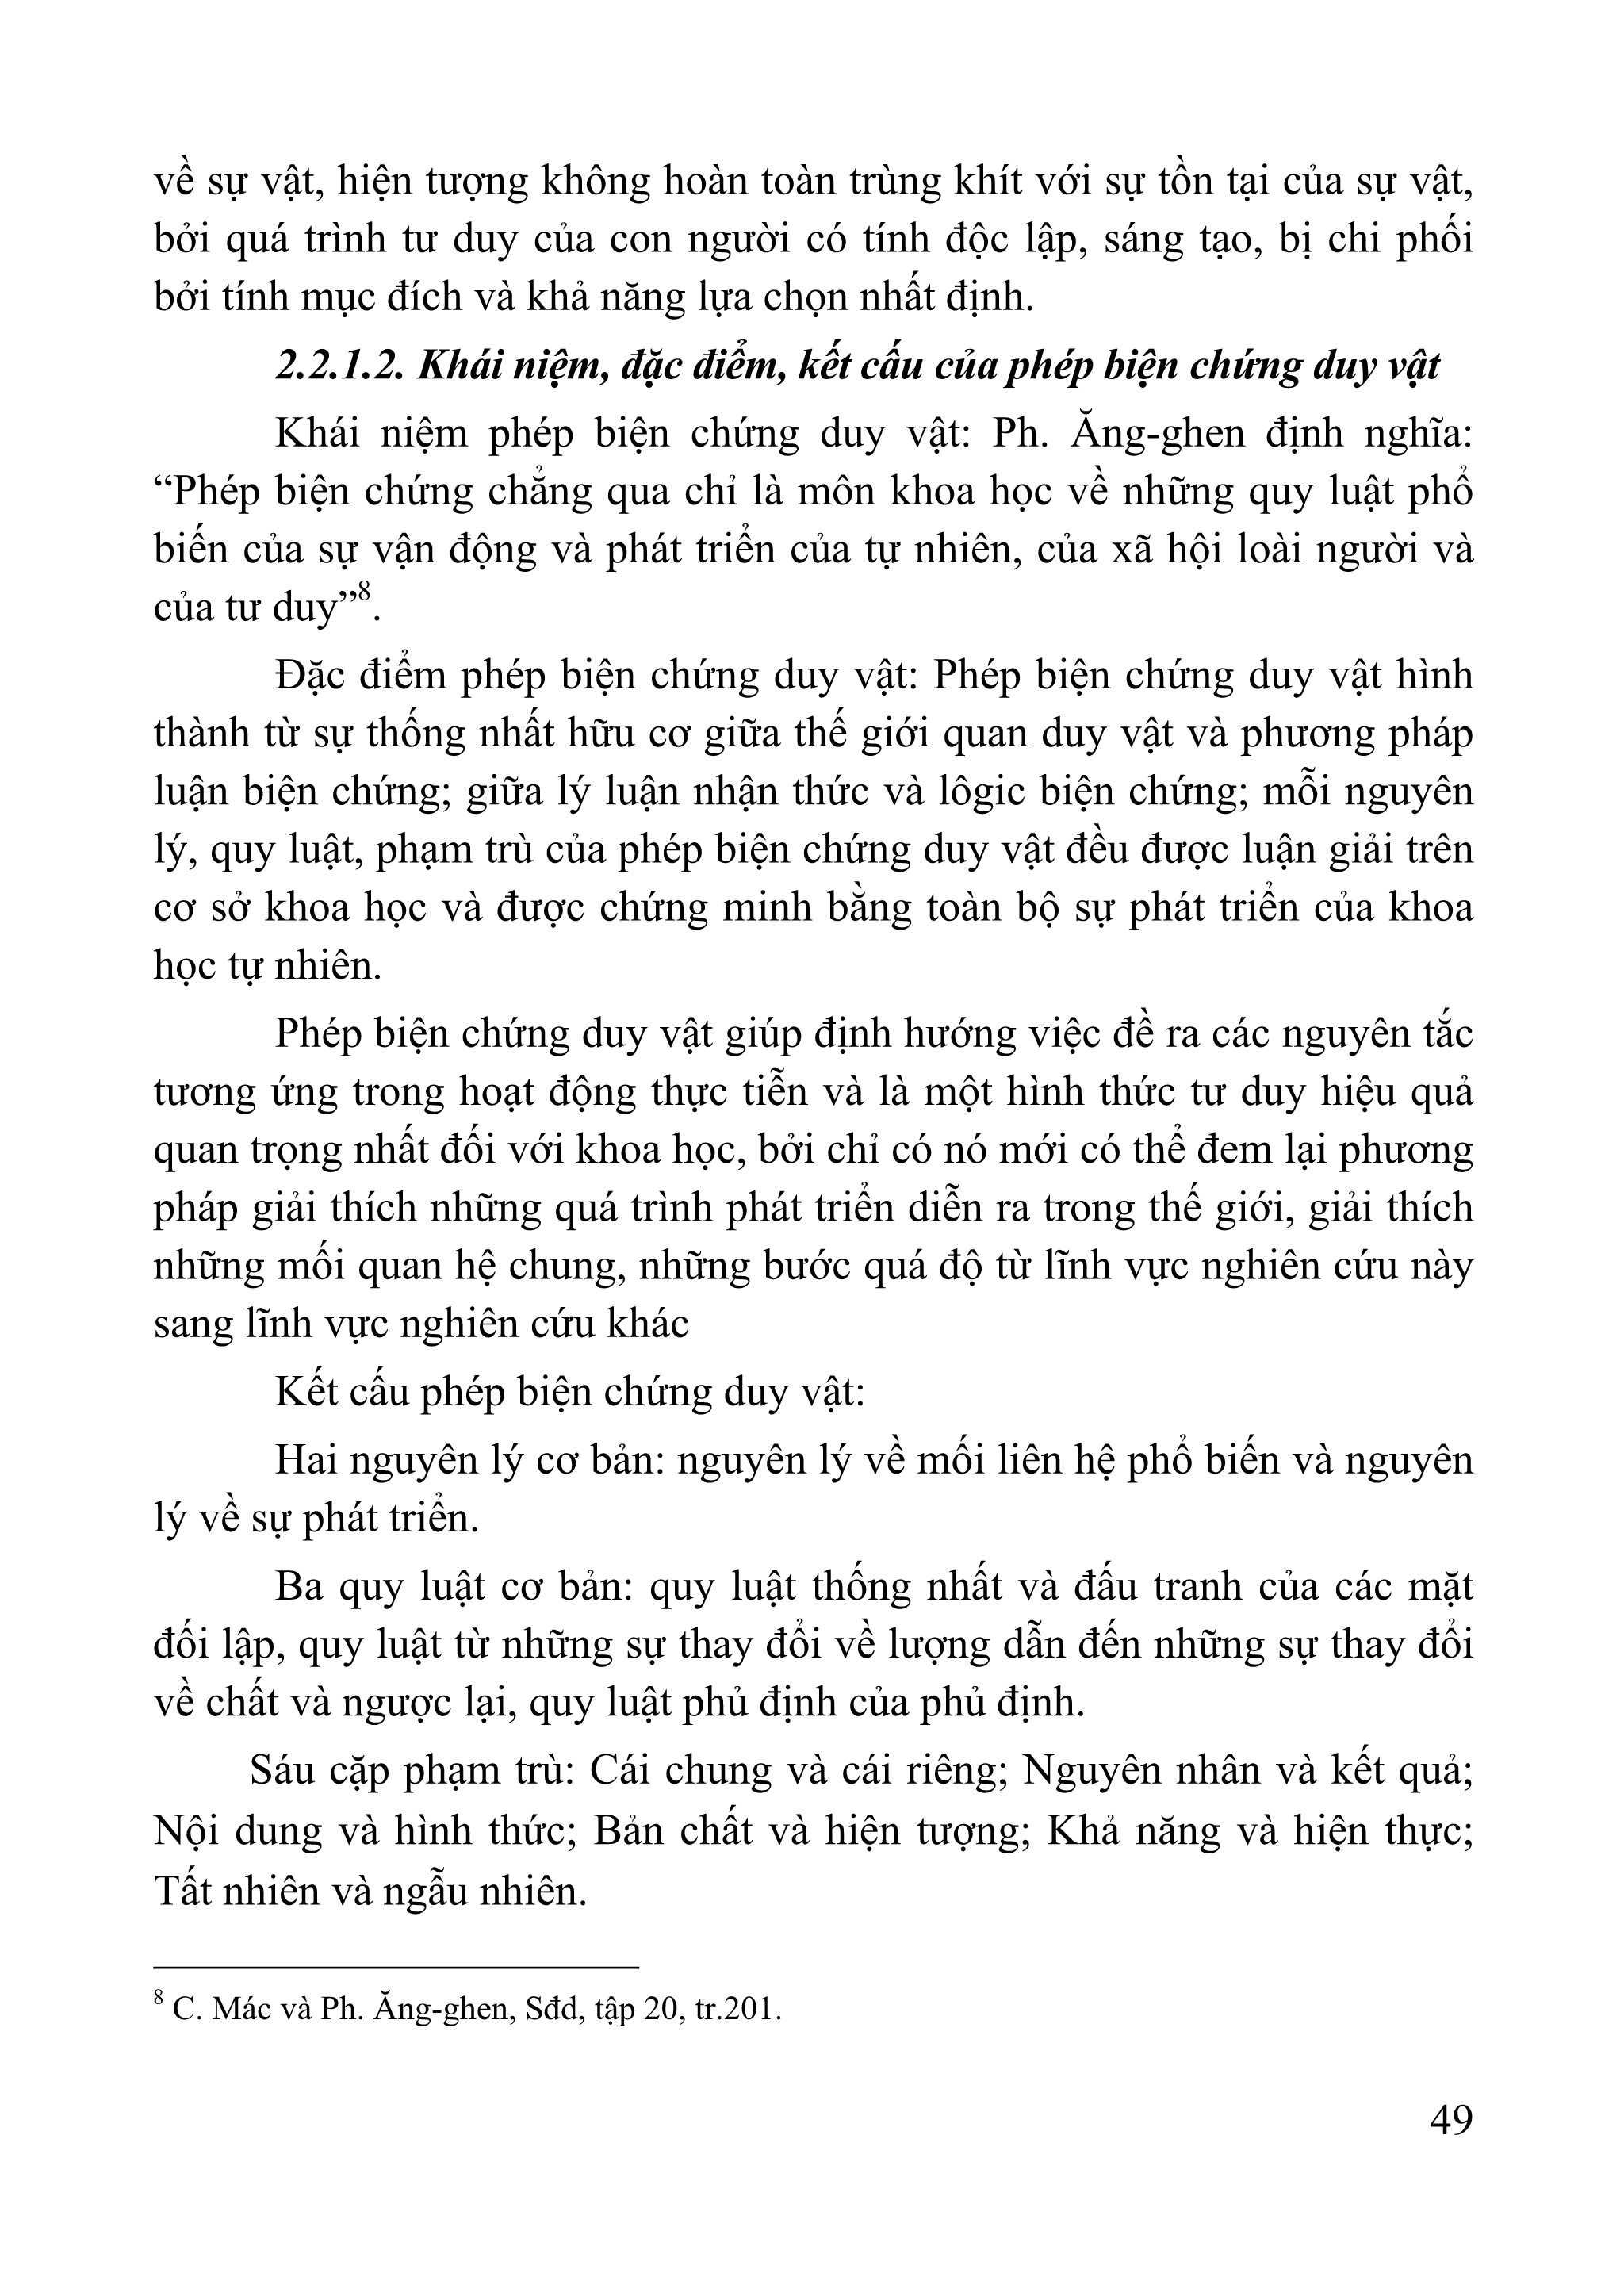 về sự vật, hiện tượng không hoàn toàn trùng khít với sự tồn tại của sự vật,
bởi quá trình tư duy của con người có tính độc lập, sáng tạo, bị chi phối
bởi tính mục đích và khả năng lựa chọn nhất định.
2.2.1.2. Khái niệm, đặc điểm, kết cấu của phép biện chứng duy vật
Khái niệm phép biện chứng duy vật: Ph. Ăng-ghen định nghĩa:
“Phép biện chứng chẳng qua chỉ là môn khoa học về những quy luật phổ
biến của sự vận động và phát triển của tự nhiên, của xã hội loài người và
của tư duy”8.
Đặc điểm phép biện chứng duy vật: Phép biện chứng duy vật hình
thành từ sự thống nhất hữu cơ giữa thế giới quan duy vật và phương pháp
luận biện chứng; giữa lý luận nhận thức và lôgic biện chứng; mỗi nguyên
lý, quy luật, phạm trù của phép biện chứng duy vật đều được luận giải trên
cơ sở khoa học và được chứng minh bằng toàn bộ sự phát triển của khoa
học tự nhiên.
Phép biện chứng duy vật giúp định hướng việc đề ra các nguyên tắc
tương ứng trong hoạt động thực tiễn và là một hình thức tư duy hiệu quả
quan trọng nhất đối với khoa học, bởi chỉ có nó mới có thể đem lại phương
pháp giải thích những quá trình phát triển diễn ra trong thế giới, giải thích
những mối quan hệ chung, những bước quá độ từ lĩnh vực nghiên cứu này
sang lĩnh vực nghiên cứu khác
Kết cấu phép biện chứng duy vật:
Hai nguyên lý cơ bản: nguyên lý về mối liên hệ phổ biến và nguyên
lý về sự phát triển.
Ba quy luật cơ bản: quy luật thống nhất và đấu tranh của các mặt
đối lập, quy luật từ những sự thay đổi về lượng dẫn đến những sự thay đổi
về chất và ngược lại, quy luật phủ định của phủ định.
Sáu cặp phạm trù: Cái chung và cái riêng; Nguyên nhân và kết quả;
Nội dung và hình thức; Bản chất và hiện tượng; Khả năng và hiện thực;
Tất nhiên và ngẫu nhiên.
8 C. Mác và Ph. Ăng-ghen, Sđd, tập 20, tr.201.
49